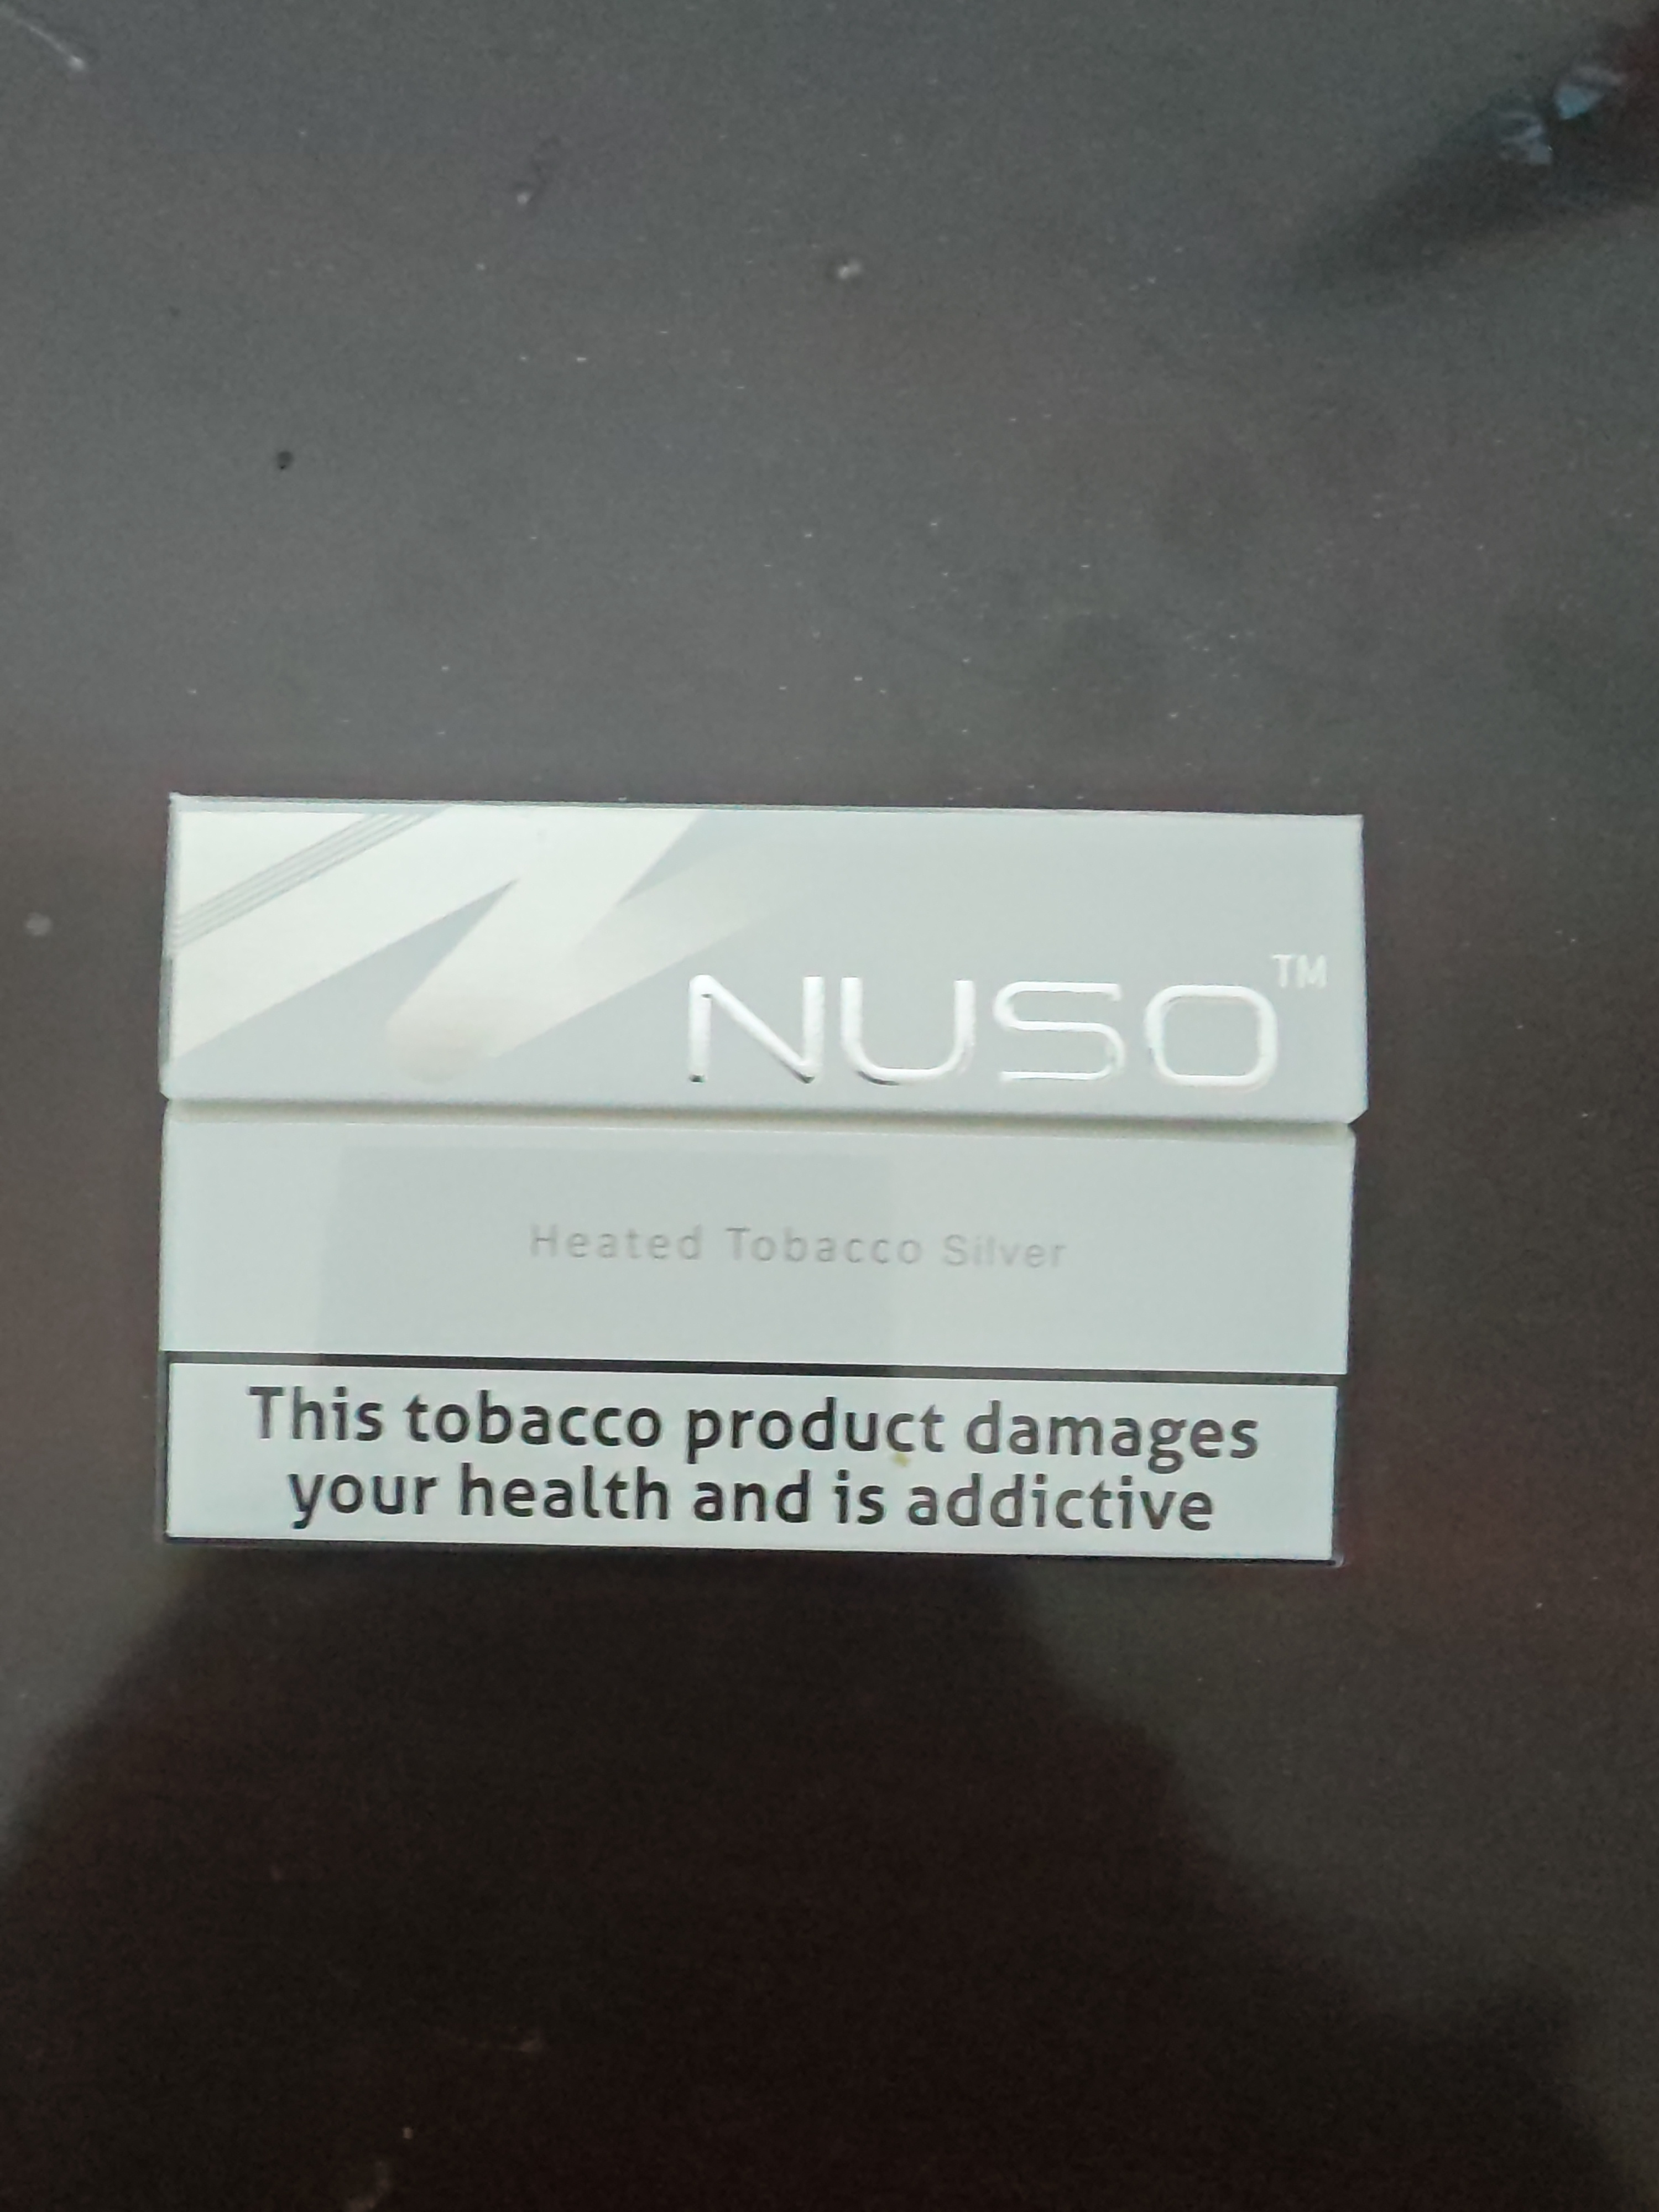 NUSO™
Heated Tobacco Silver
This tobacco product damages
your health and is addictive